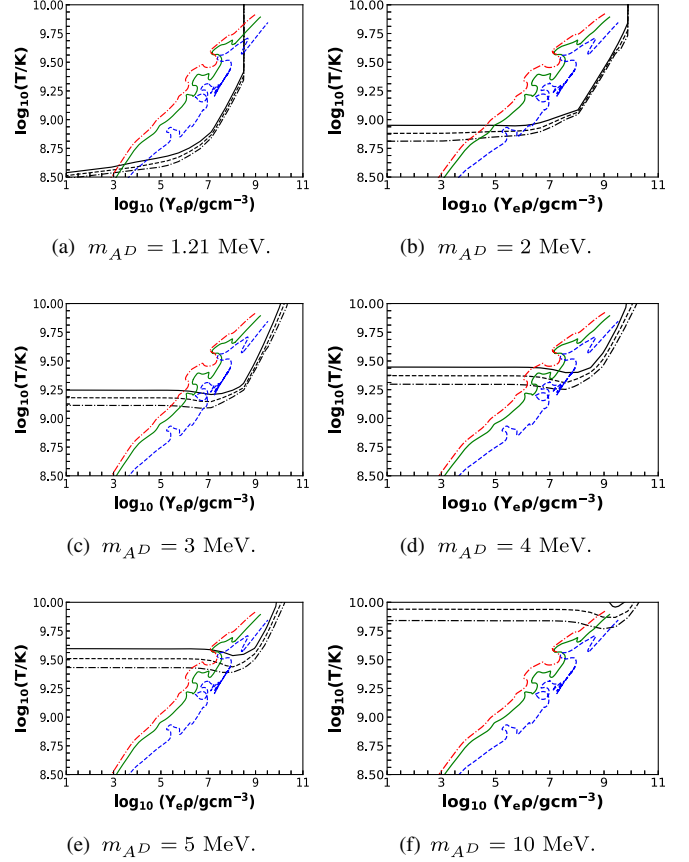 10.00 10.00
9.75 9.75
9.50 9.50
9.25 9.25
9.00 9.00
8.75 8.75
8.50 8.50
log₁₀(T/K) log₁₀(T/K)
1 3 5 7 9 11 1 3 5 7 9 11
log₁₀ (Yₑρ/gcm⁻³) log₁₀ (Yₑρ/gcm⁻³)
(a) m_{A^D} = 1.21 MeV. (b) m_{A^D} = 2 MeV.
10.00 10.00
9.75 9.75
9.50 9.50
9.25 9.25
9.00 9.00
8.75 8.75
8.50 8.50
log₁₀(T/K) log₁₀(T/K)
1 3 5 7 9 11 1 3 5 7 9 11
log₁₀ (Yₑρ/gcm⁻³) log₁₀ (Yₑρ/gcm⁻³)
(c) m_{A^D} = 3 MeV. (d) m_{A^D} = 4 MeV.
10.00 10.00
9.75 9.75
9.50 9.50
9.25 9.25
9.00 9.00
8.75 8.75
8.50 8.50
log₁₀(T/K) log₁₀(T/K)
1 3 5 7 9 11 1 3 5 7 9 11
log₁₀ (Yₑρ/gcm⁻³) log₁₀ (Yₑρ/gcm⁻³)
(e) m_{A^D} = 5 MeV. (f) m_{A^D} = 10 MeV.